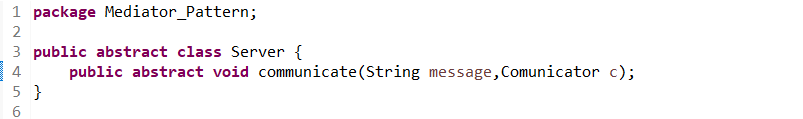 1 package Mediator_Pattern;
2
3 public abstract class Server {
4     public abstract void communicate(String message,Comunicator c);
5 }
6